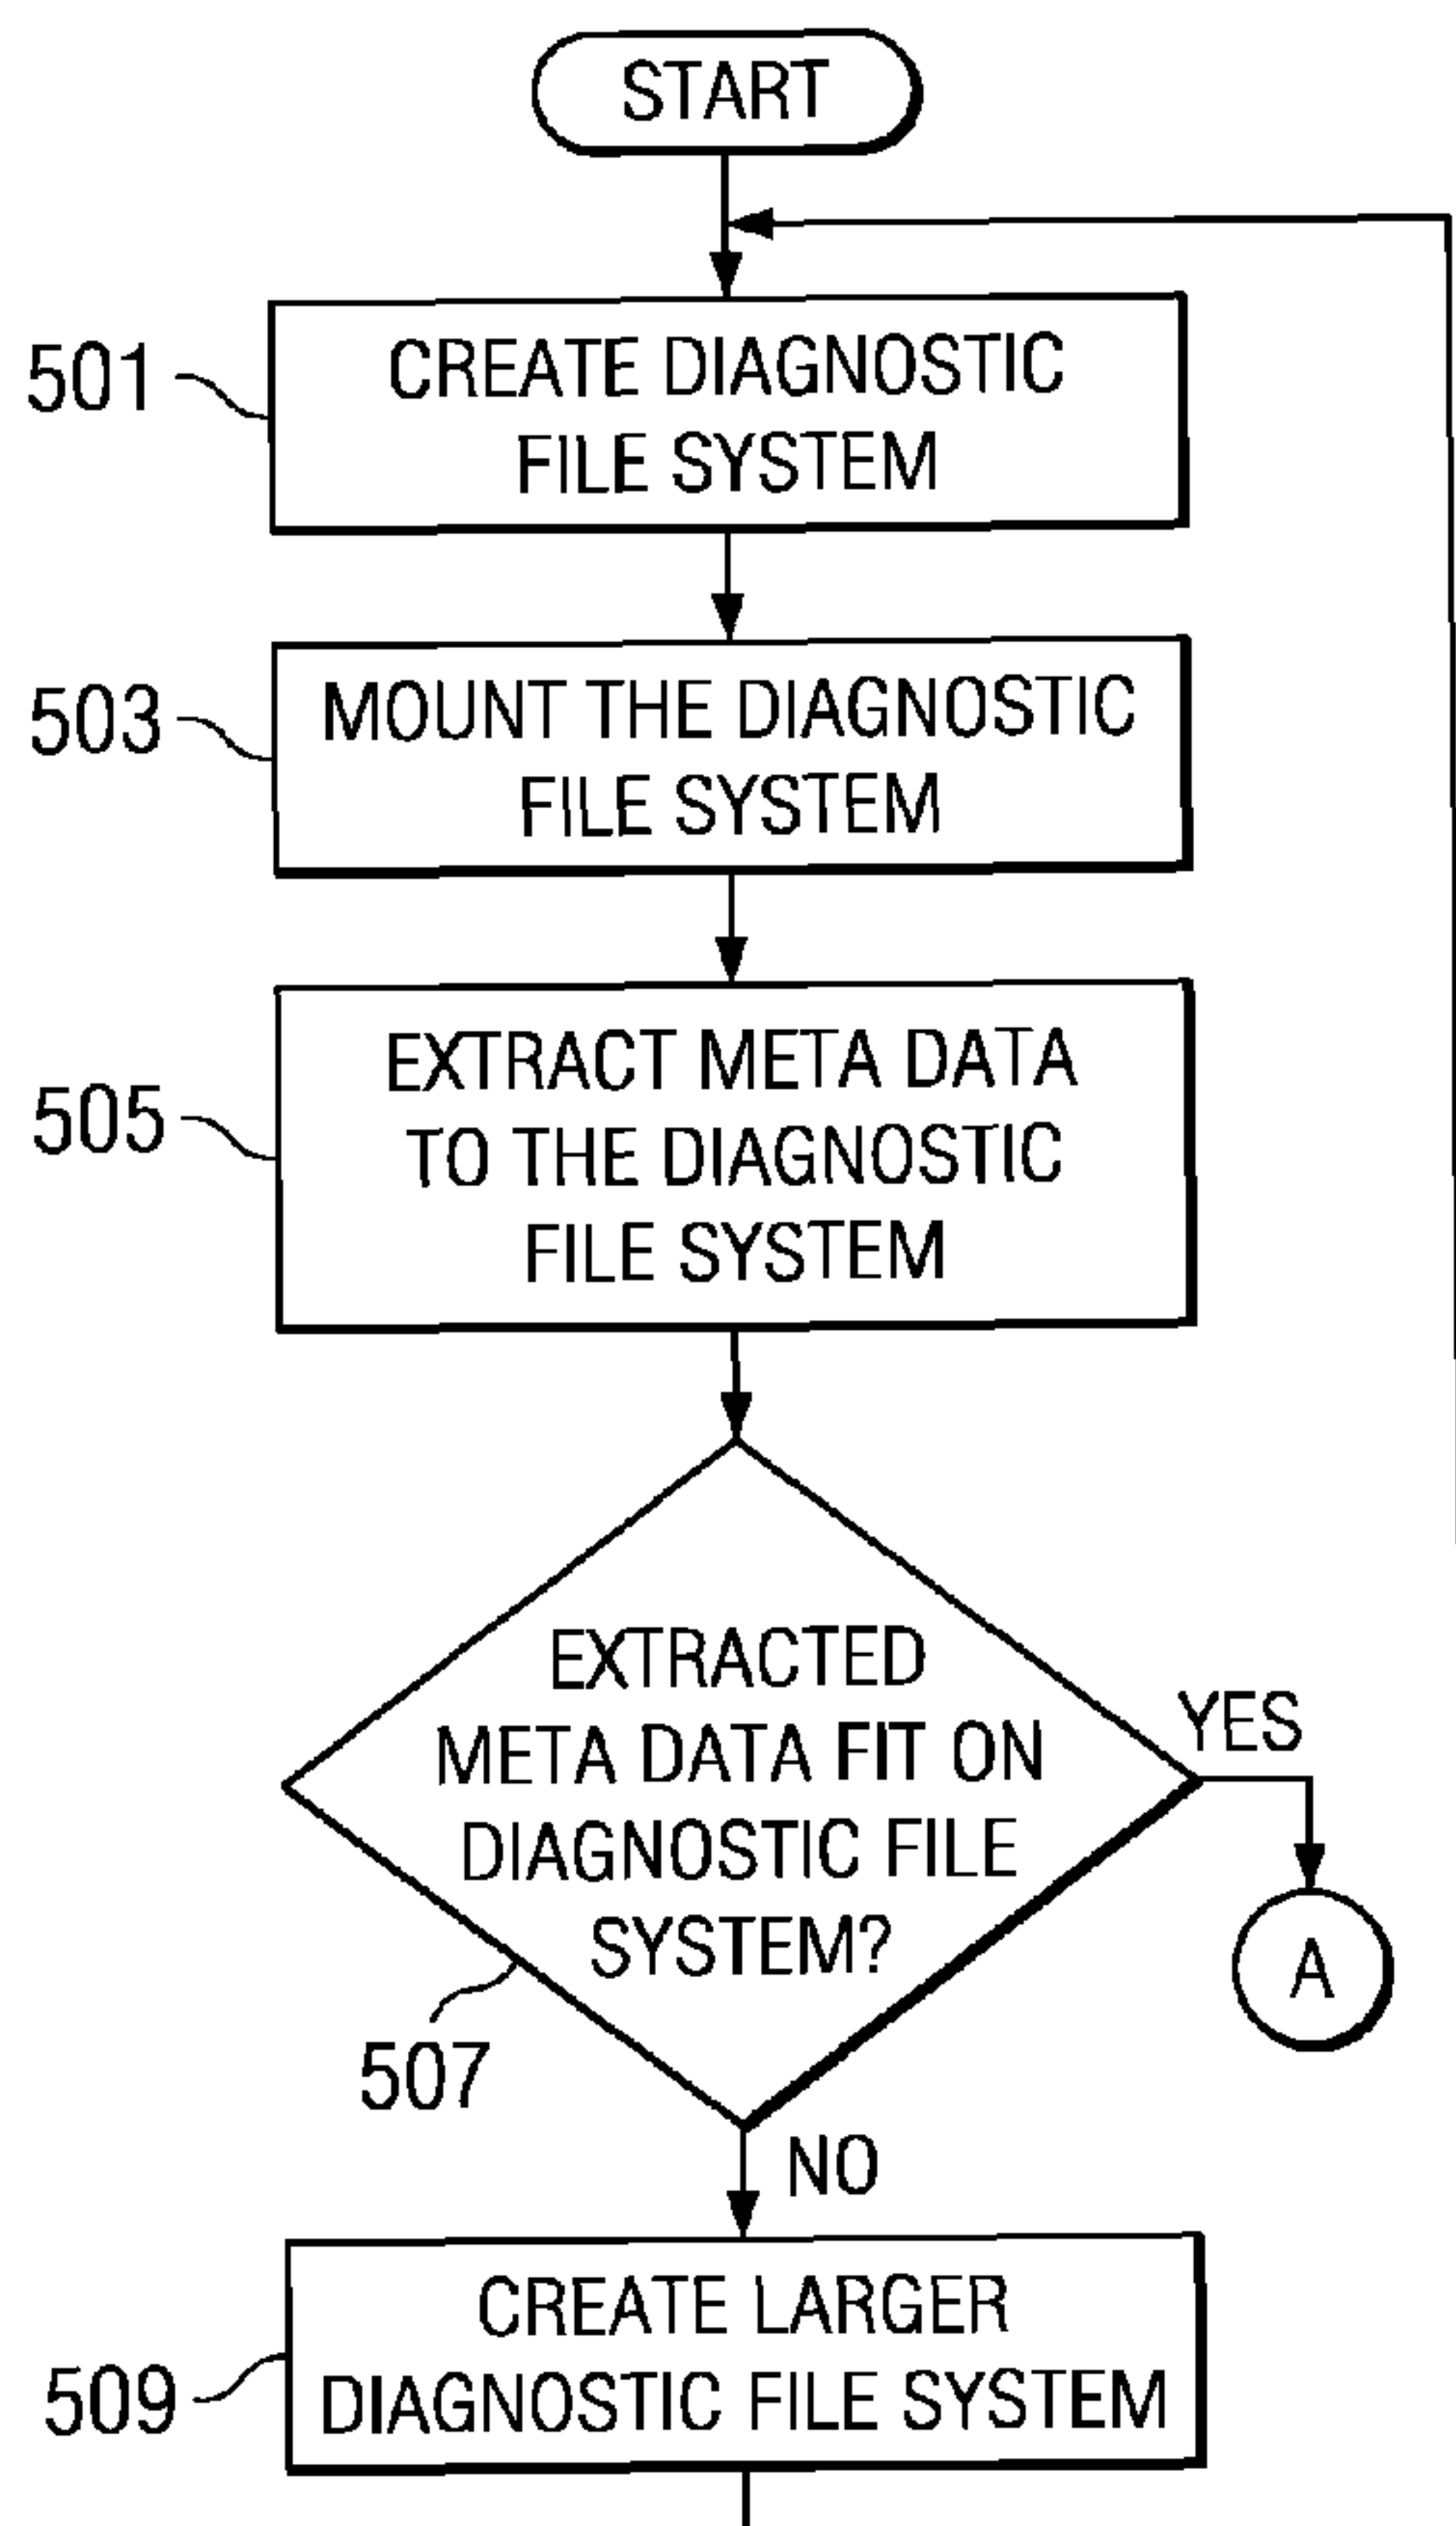 START
501
CREATE DIAGNOSTIC
FILE SYSTEM
503
MOUNT THE DIAGNOSTIC
FILE SYSTEM
505
EXTRACT META DATA
TO THE DIAGNOSTIC
FILE SYSTEM
EXTRACTED
META DATA FIT ON
DIAGNOSTIC FILE
SYSTEM?
YES
A
507
NO
509
CREATE LARGER
DIAGNOSTIC FILE SYSTEM